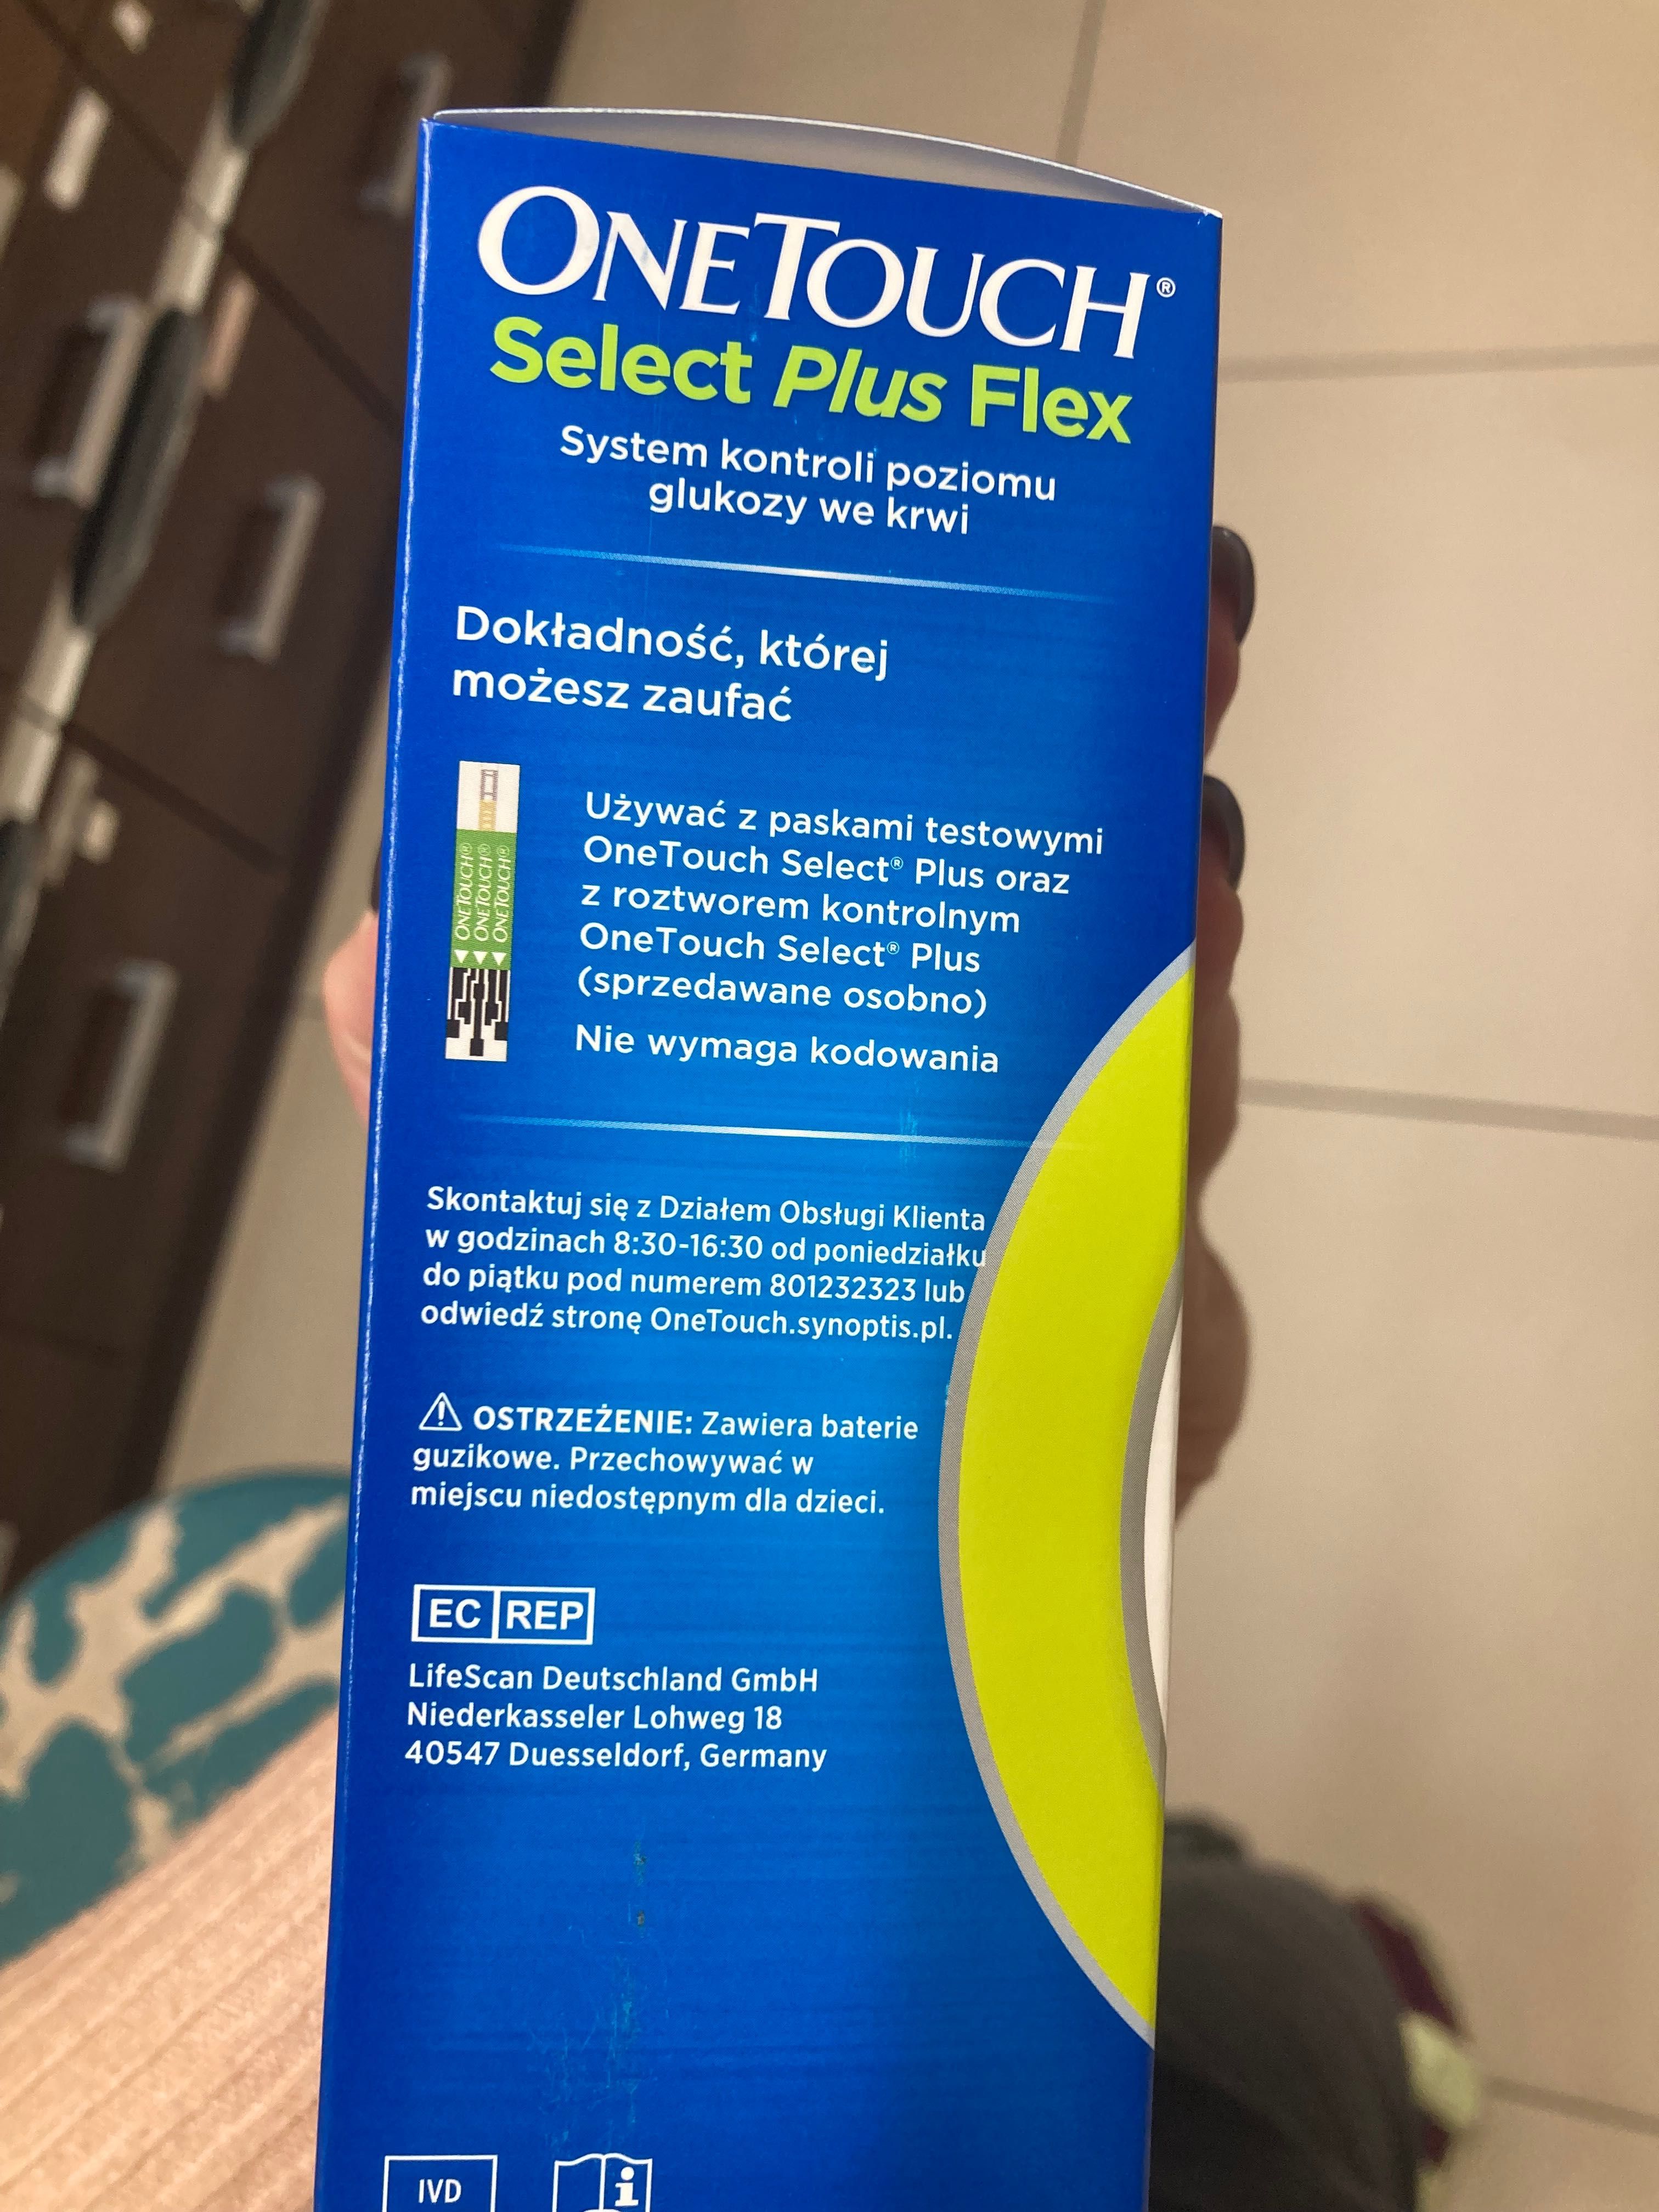 ONETOUCH®
Select Plus Flex
System kontroli poziomu
glukozy we krwi
Dokładność, której
możesz zaufać
ONETOUCH®
ONETOUCH®
ONETOUCH®
Używać z paskami testowymi
OneTouch Select® Plus oraz
z roztworem kontrolnym
OneTouch Select® Plus
(sprzedawane osobno)
Nie wymaga kodowania
Skontaktuj się z Działem Obsługi Klienta
w godzinach 8:30-16:30 od poniedziałku
do piątku pod numerem 801232323 lub
odwiedź stronę OneTouch.synoptis.pl.
⚠ OSTRZEŻENIE: Zawiera baterie
guzikowe. Przechowywać w
miejscu niedostępnym dla dzieci.
EC REP
LifeScan Deutschland GmbH
Niederkasseler Lohweg 18
40547 Duesseldorf, Germany
IVD i